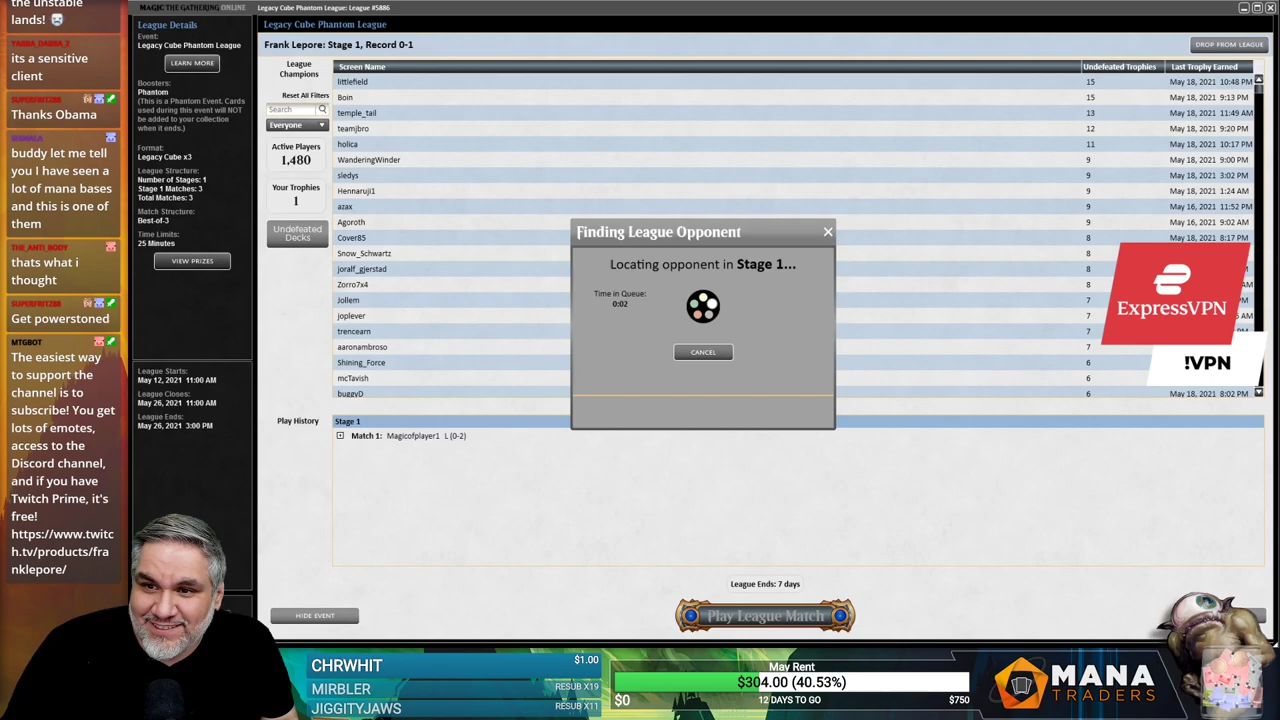 the unstable
lands!
YABBA_DABBA_2
its a sensitive
client
SUPERFRITZ88
Thanks Obama
buddy let me tell
you I have seen a
lot of mana bases
and this is one of
them
THE_ANTI_BODY
thats what i
thought
SUPERFRITZ88
Get powerstoned
MTGBOT
The easiest way
to support the
channel is to
subscribe! You get
lots of emotes,
access to the
Discord channel,
and if you have
Twitch Prime, it's
free!
https://www.twitc
h.tv/products/fra
nklepore/
MAGIC THE GATHERING ONLINE
Legacy Cube Phantom League: League #5886
League Details
Event:
Legacy Cube Phantom League
LEARN MORE
Boosters:
Phantom
(This is a Phantom Event. Cards
used during this event will NOT
be added to your collection
when it ends.)
Format:
Legacy Cube x3
League Structure:
Number of Stages: 1
Stage 1 Matches: 3
Total Matches: 3
Match Structure:
Best-of-3
Time Limits:
25 Minutes
VIEW PRIZES
League Starts:
May 12, 2021 11:00 AM
League Closes:
May 26, 2021 11:00 AM
League Ends:
May 26, 2021 3:00 PM
Legacy Cube Phantom League
Frank Lepore: Stage 1, Record 0-1
DROP FROM LEAGUE
League
Champions
Reset All Filters
Search
Everyone
Active Players
1,480
Your Trophies
1
Undefeated
Decks
Screen Name Undefeated Trophies Last Trophy Earned
littlefield 15 May 18, 2021 10:48 PM
Boin 15 May 18, 2021 9:13 PM
temple_tail 13 May 18, 2021 11:49 AM
teamjbro 12 May 18, 2021 9:20 PM
holica 11 May 18, 2021 10:17 PM
WanderingWinder 9 May 18, 2021 9:00 PM
sledys 9 May 18, 2021 3:02 PM
Hennaruji1 9 May 18, 2021 1:24 AM
azax 9 May 16, 2021 11:52 PM
Agoroth 9 May 16, 2021 9:02 AM
Cover85 8 May 18, 2021 8:17 PM
Snow_Schwartz 8
joralf_gjerstad 8
Zorro7x4 8
Jollem 7
joplever 7
trencearn 7
aaronambroso 7
Shining_Force 6
mcTavish 6
buggyD 6 May 18, 2021 8:02 PM
Finding League Opponent
Locating opponent in Stage 1...
Time in Queue:
0:02
CANCEL
ExpressVPN
!VPN
Play History
Stage 1
Match 1: Magicofplayer1 L (0-2)
League Ends: 7 days
HIDE EVENT
Play League Match
CHRWHIT $1.00
MIRBLER RESUB X19
JIGGITYJAWS RESUB X11
May Rent
$304.00 (40.53%)
$0 12 DAYS TO GO $750
MANA
TRADERS